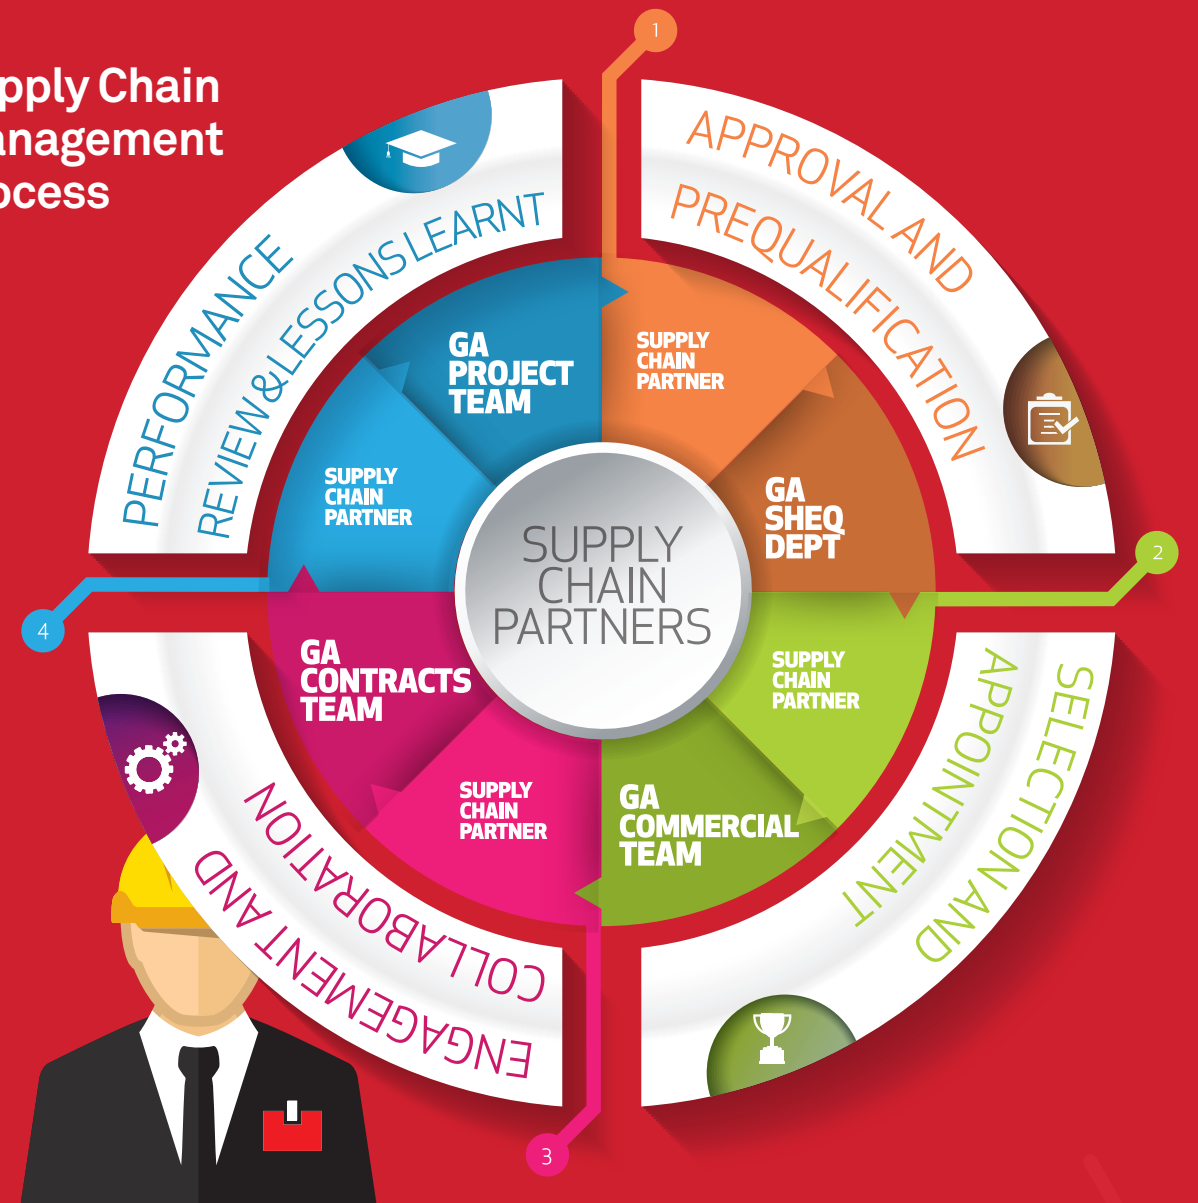 pply Chain
anagement
ocess
1
APPROVAL AND
PREQUALIFICATION
SUPPLY
CHAIN
PARTNER
GA
SHEQ
DEPT
2
SELECTION AND
APPOINTMENT
SUPPLY
CHAIN
PARTNER
GA
COMMERCIAL
TEAM
3
ENGAGEMENT AND
COLLABORATION
SUPPLY
CHAIN
PARTNER
GA
CONTRACTS
TEAM
4
PERFORMANCE
REVIEW & LESSONS LEARNT
SUPPLY
CHAIN
PARTNER
GA
PROJECT
TEAM
SUPPLY
CHAIN
PARTNERS